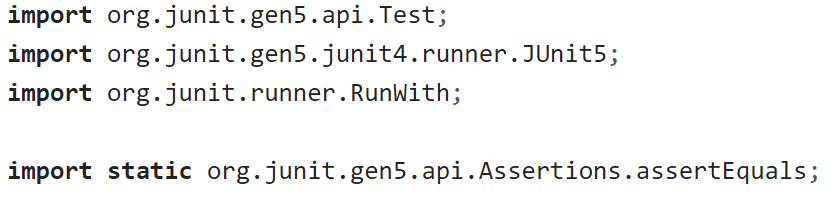 import org.junit.gen5.api.Test;
import org.junit.gen5.junit4.runner.JUnit5;
import org.junit.runner.RunWith;
import static org.junit.gen5.api.Assertions.assertEquals;